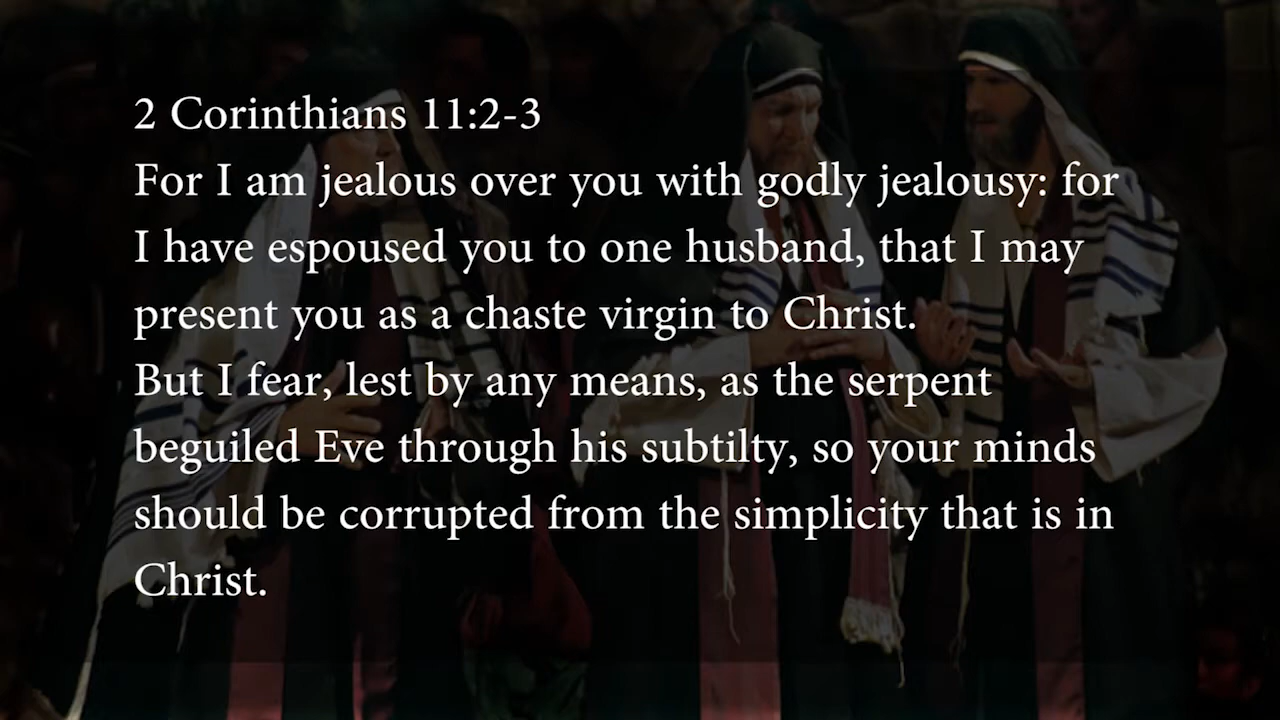 2 Corinthians 11:2-3
For I am jealous over you with godly jealousy: for
I have espoused you to one husband, that I may
present you as a chaste virgin to Christ.
But I fear, lest by any means, as the serpent
beguiled Eve through his subtilty, so your minds
should be corrupted from the simplicity that is in
Christ.